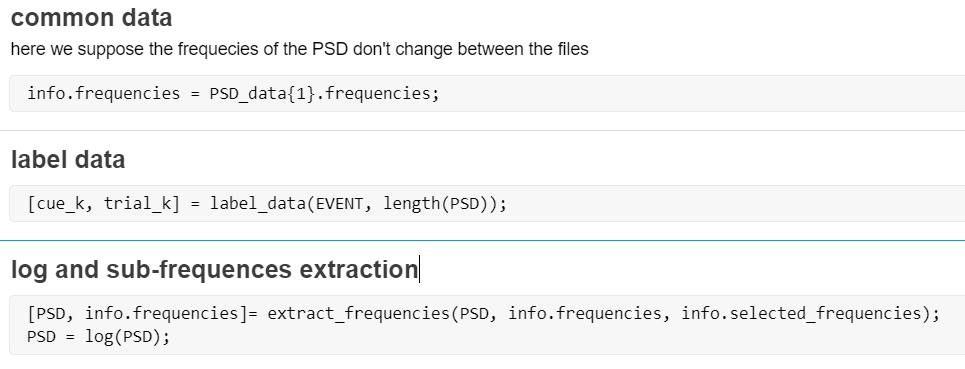 common data
here we suppose the frequecies of the PSD don't change between the files
info.frequencies = PSD_data{1}.frequencies;
label data
[cue_k, trial_k] = label_data(EVENT, length(PSD));
log and sub-frequences extraction
[PSD, info.frequencies]= extract_frequencies(PSD, info.frequencies, info.selected_frequencies);
PSD = log(PSD);